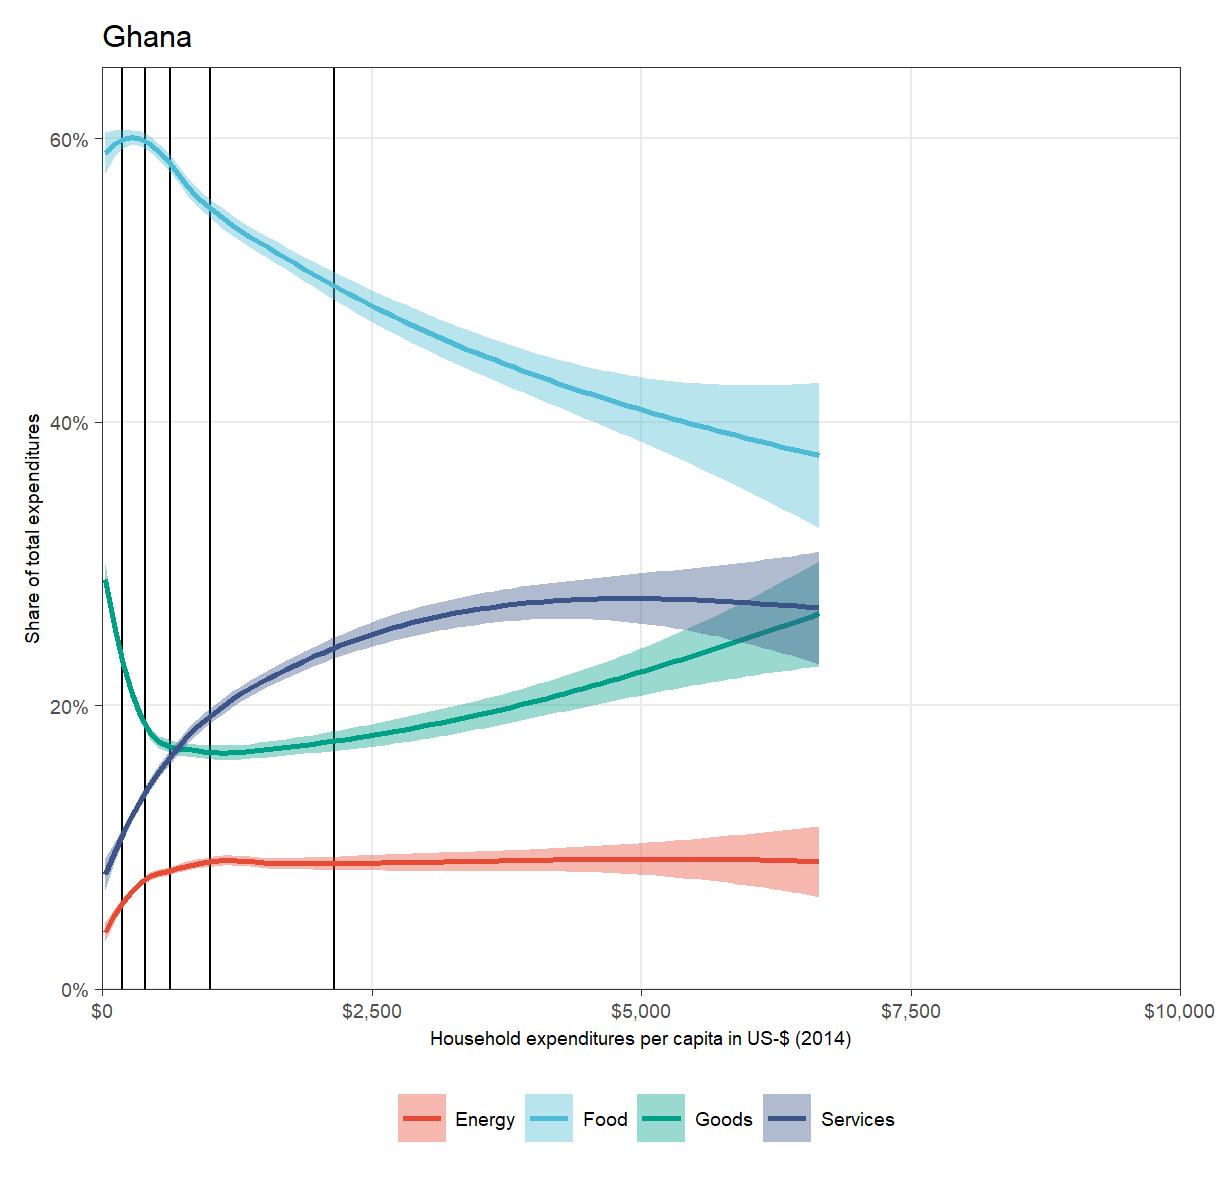 Ghana
Share of total expenditures
60%
40%
20%
0%
$0 $2,500 $5,000 $7,500 $10,000
Household expenditures per capita in US-$ (2014)
Energy Food Goods Services